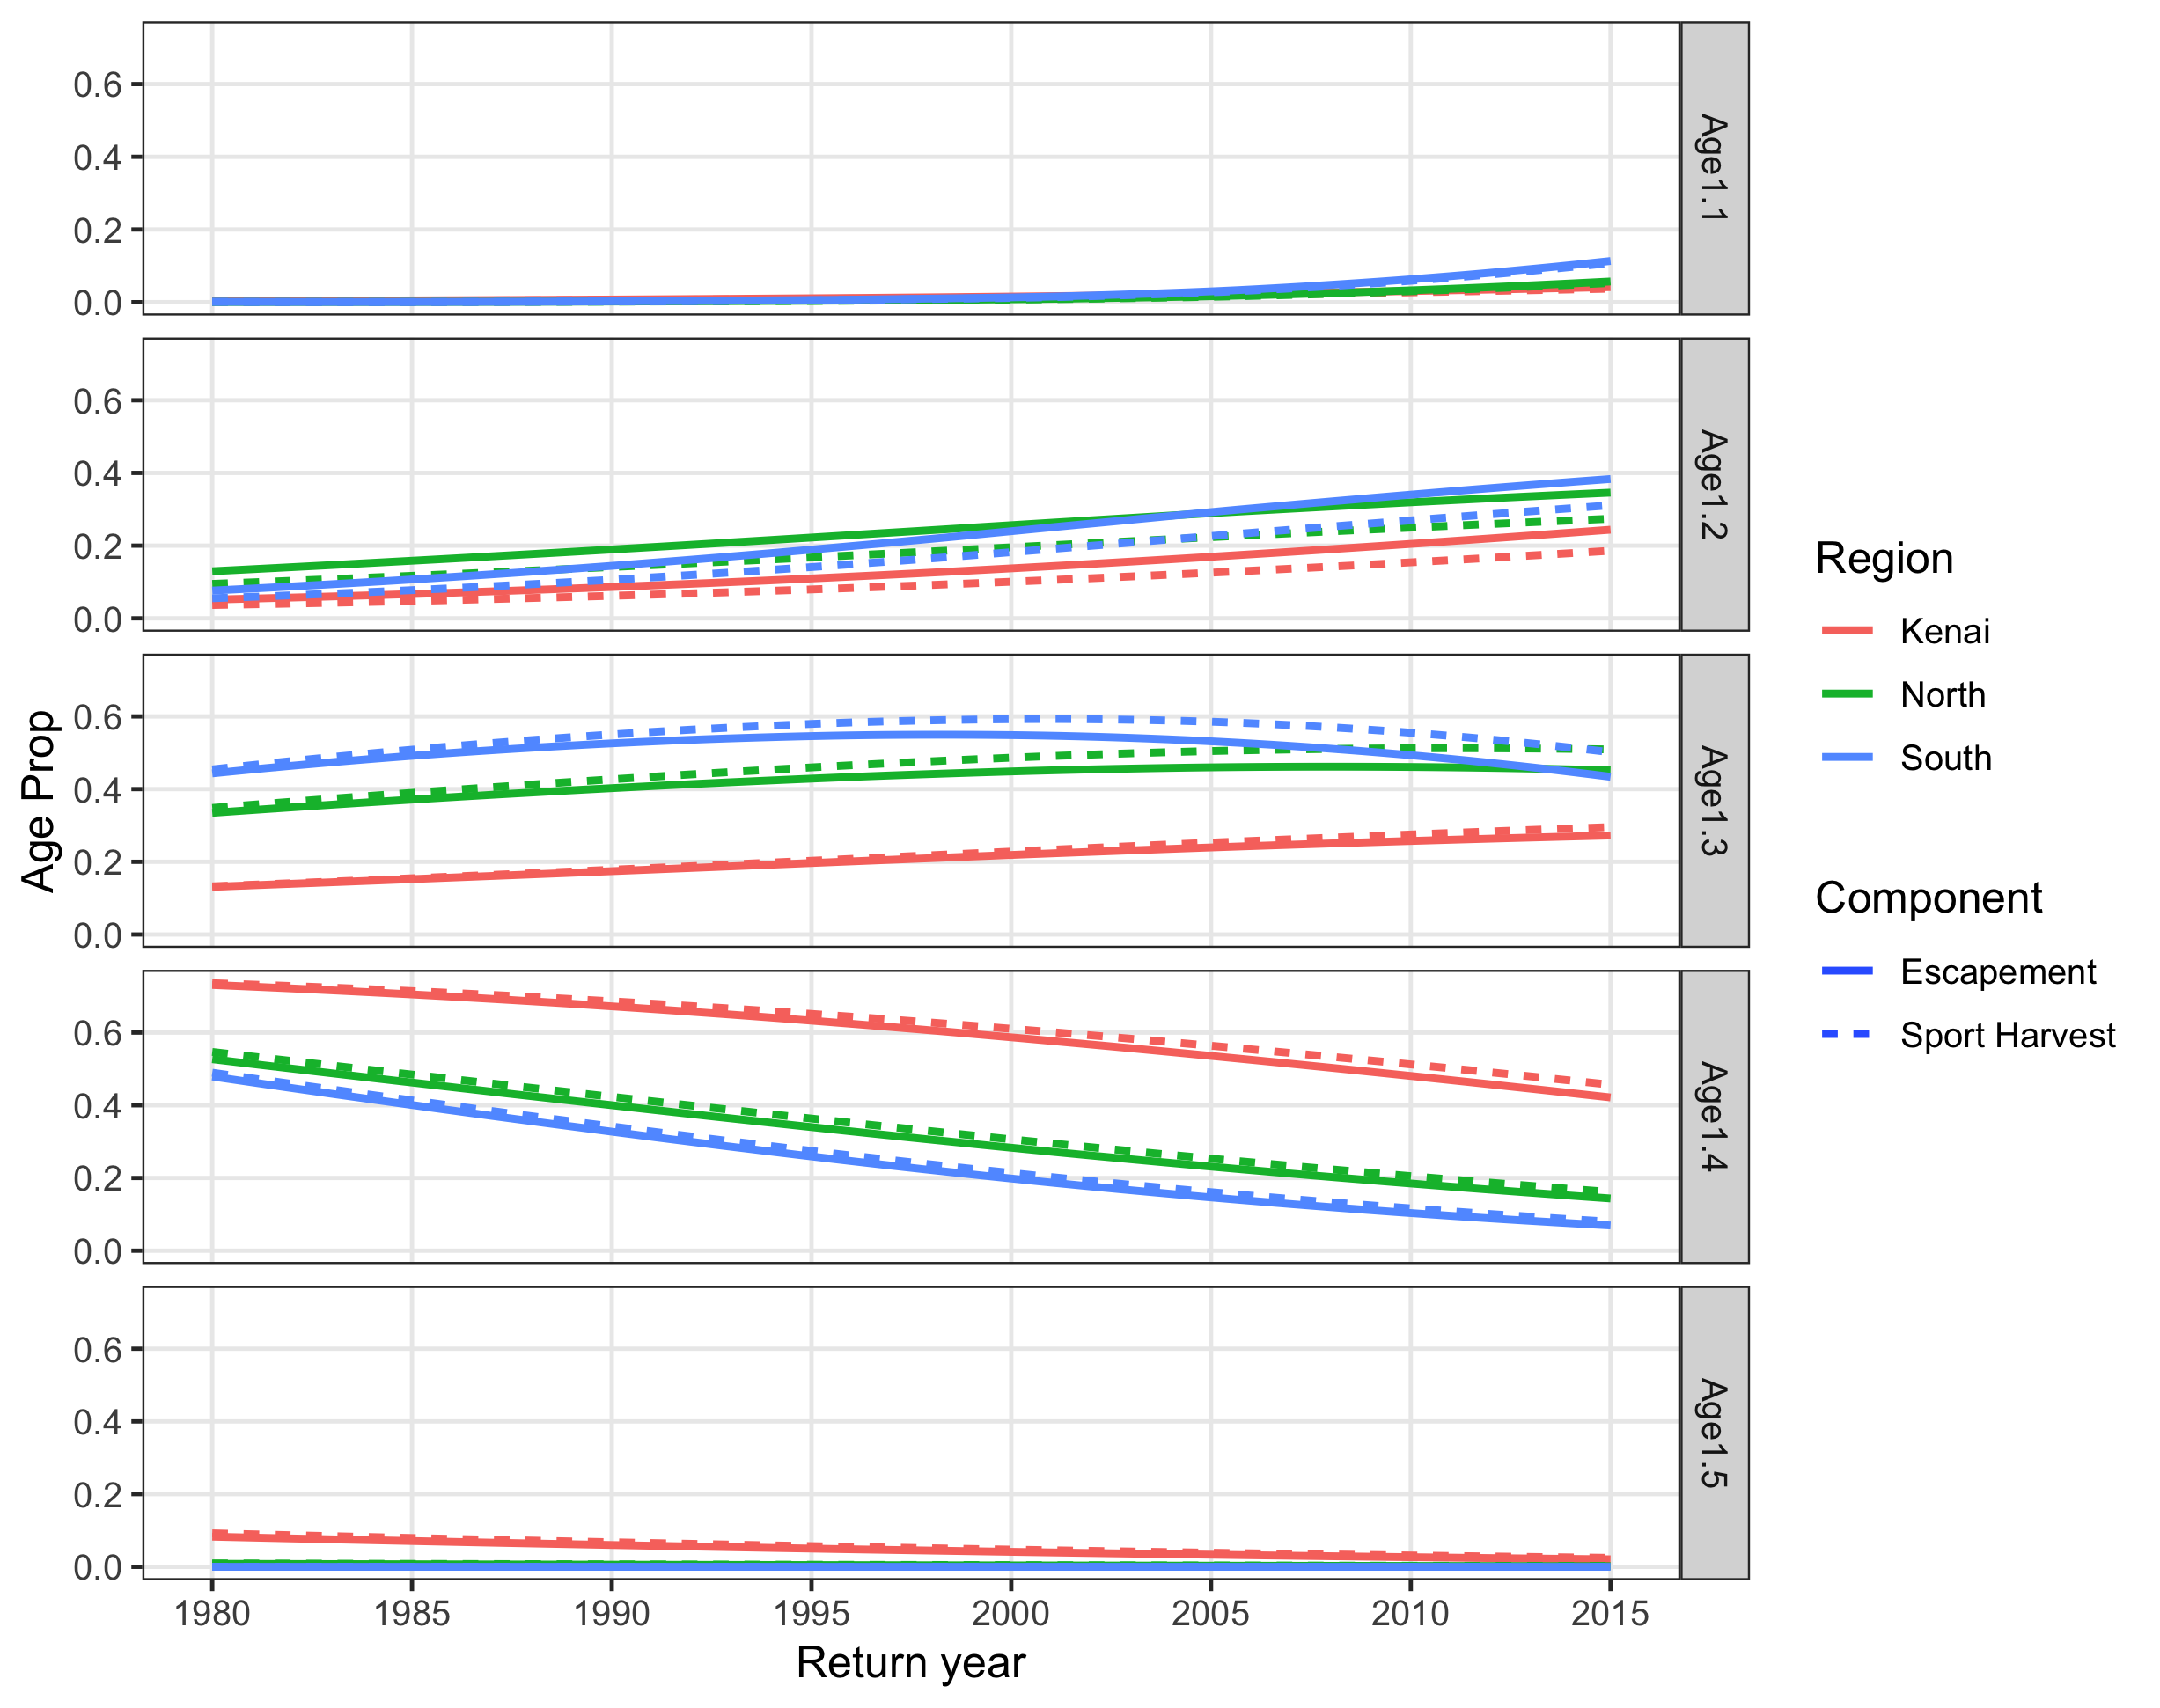 Age Prop
0.6
0.4
0.2
0.0
Age1.1
0.6
0.4
0.2
0.0
Age1.2
0.6
0.4
0.2
0.0
Age1.3
0.6
0.4
0.2
0.0
Age1.4
0.6
0.4
0.2
0.0
Age1.5
1980 1985 1990 1995 2000 2005 2010 2015
Return year
Region
Kenai
North
South
Component
Escapement
Sport Harvest